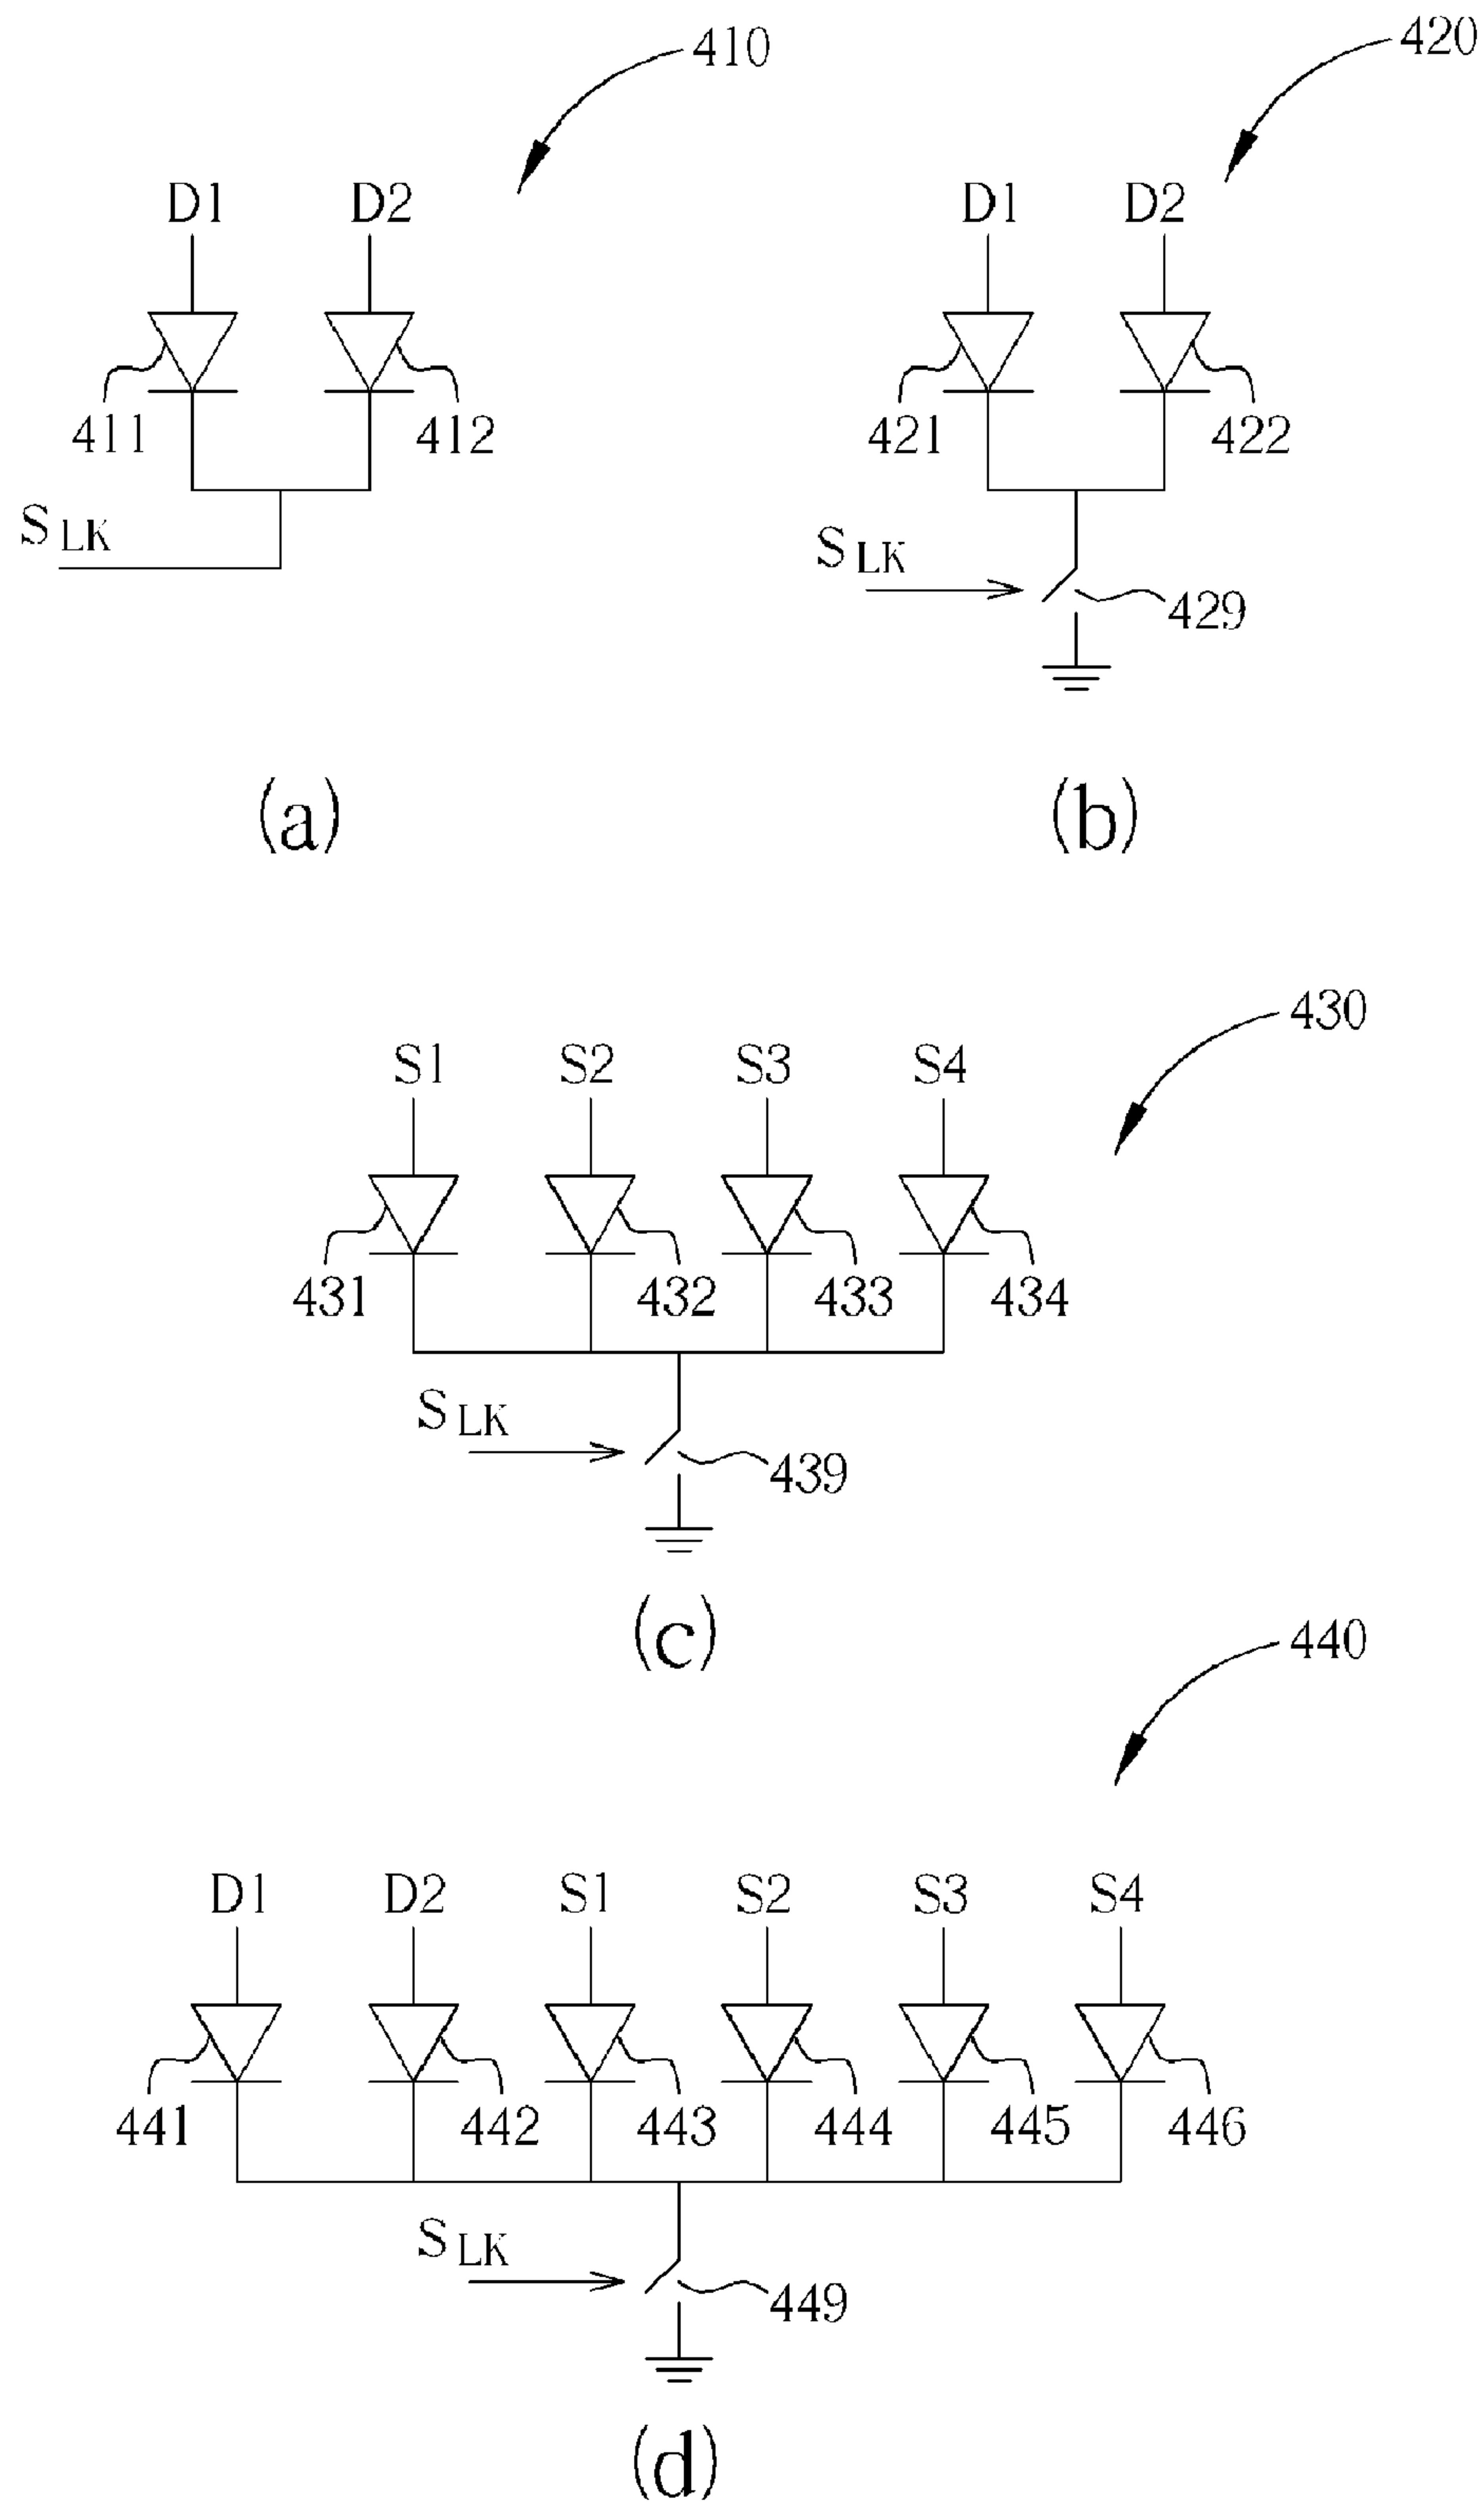 410
420
D1 D2
D1 D2
411 412
421 422
SLK
SLK
429
(a)
(b)
430
S1 S2 S3 S4
431 432 433 434
SLK
439
(c)
440
D1 D2 S1 S2 S3 S4
441 442 443 444 445 446
SLK
449
(d)